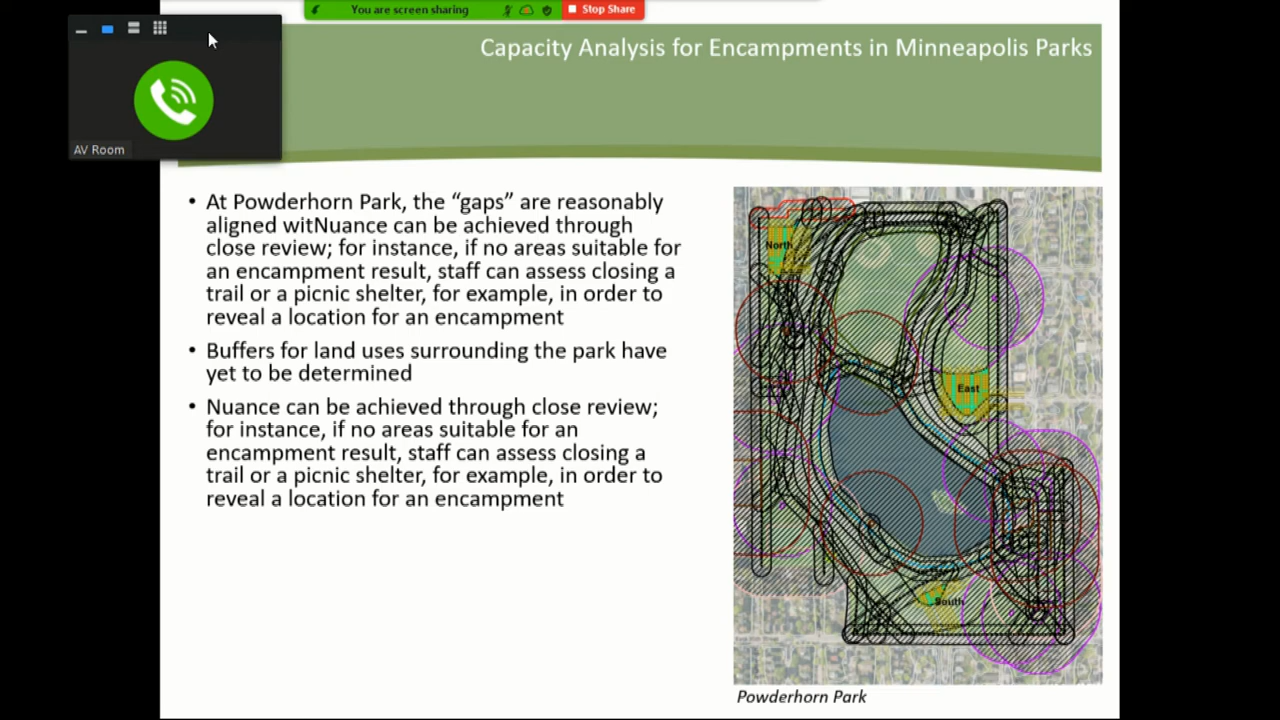 You are screen sharing
Stop Share
AV Room
Capacity Analysis for Encampments in Minneapolis Parks
• At Powderhorn Park, the “gaps” are reasonably
aligned witNuance can be achieved through
close review; for instance, if no areas suitable for
an encampment result, staff can assess closing a
trail or a picnic shelter, for example, in order to
reveal a location for an encampment
• Buffers for land uses surrounding the park have
yet to be determined
• Nuance can be achieved through close review;
for instance, if no areas suitable for an
encampment result, staff can assess closing a
trail or a picnic shelter, for example, in order to
reveal a location for an encampment
North
East
South
Powderhorn Park